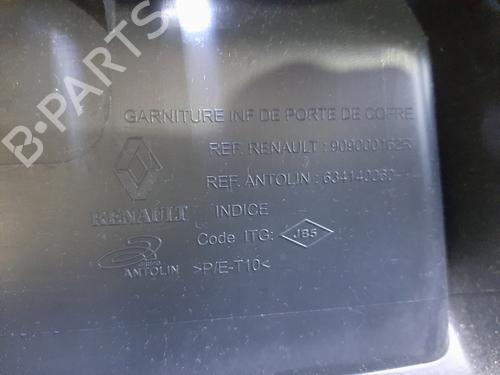 B-PARTS
GARNITURE INF DE PORTE DE COFRE
REF. RENAULT : 909000162R
REF. ANTOLIN : 634140060
RENAULT INDICE
Code ITG: JB5
ANTOLIN >P/E-T10<